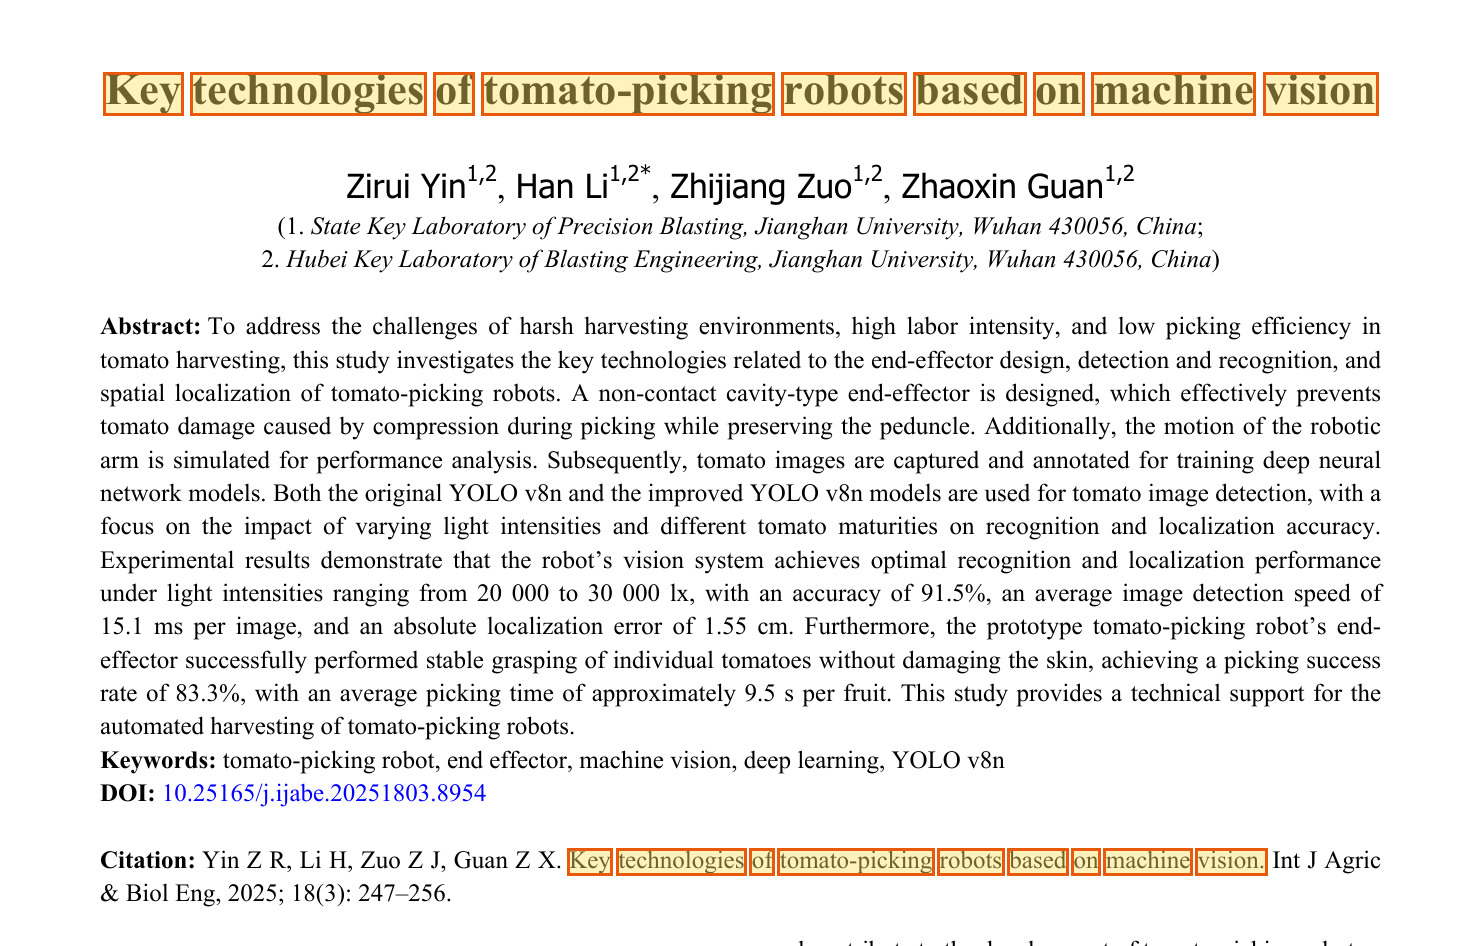 Key technologies of tomato-picking robots based on machine vision
Zirui Yin1,2, Han Li1,2*, Zhijiang Zuo1,2, Zhaoxin Guan1,2
(1. State Key Laboratory of Precision Blasting, Jianghan University, Wuhan 430056, China;
2. Hubei Key Laboratory of Blasting Engineering, Jianghan University, Wuhan 430056, China)
Abstract: To address the challenges of harsh harvesting environments, high labor intensity, and low picking efficiency in
tomato harvesting, this study investigates the key technologies related to the end-effector design, detection and recognition, and
spatial localization of tomato-picking robots. A non-contact cavity-type end-effector is designed, which effectively prevents
tomato damage caused by compression during picking while preserving the peduncle. Additionally, the motion of the robotic
arm is simulated for performance analysis. Subsequently, tomato images are captured and annotated for training deep neural
network models. Both the original YOLO v8n and the improved YOLO v8n models are used for tomato image detection, with a
focus on the impact of varying light intensities and different tomato maturities on recognition and localization accuracy.
Experimental results demonstrate that the robot’s vision system achieves optimal recognition and localization performance
under light intensities ranging from 20 000 to 30 000 lx, with an accuracy of 91.5%, an average image detection speed of
15.1 ms per image, and an absolute localization error of 1.55 cm. Furthermore, the prototype tomato-picking robot’s end-
effector successfully performed stable grasping of individual tomatoes without damaging the skin, achieving a picking success
rate of 83.3%, with an average picking time of approximately 9.5 s per fruit. This study provides a technical support for the
automated harvesting of tomato-picking robots.
Keywords: tomato-picking robot, end effector, machine vision, deep learning, YOLO v8n
DOI: 10.25165/j.ijabe.20251803.8954
Citation: Yin Z R, Li H, Zuo Z J, Guan Z X. Key technologies of tomato-picking robots based on machine vision. Int J Agric
& Biol Eng, 2025; 18(3): 247–256.